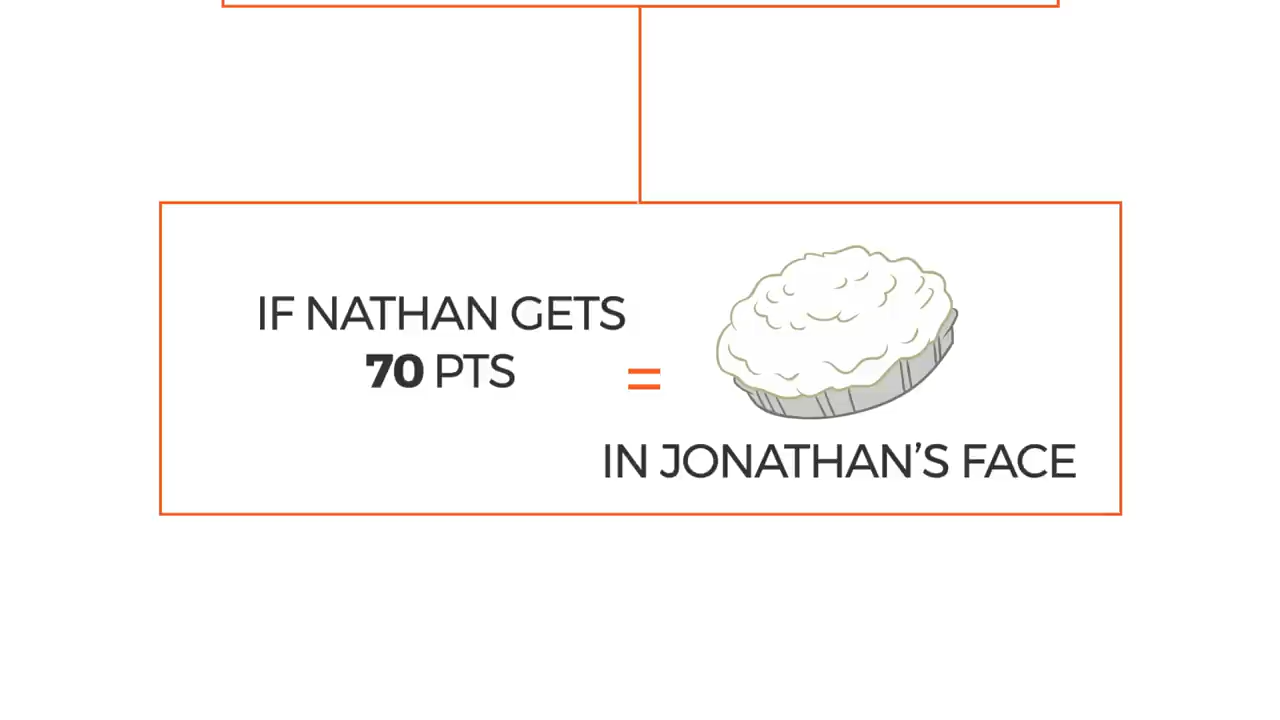 IF NATHAN GETS
70 PTS
=
IN JONATHAN'S FACE